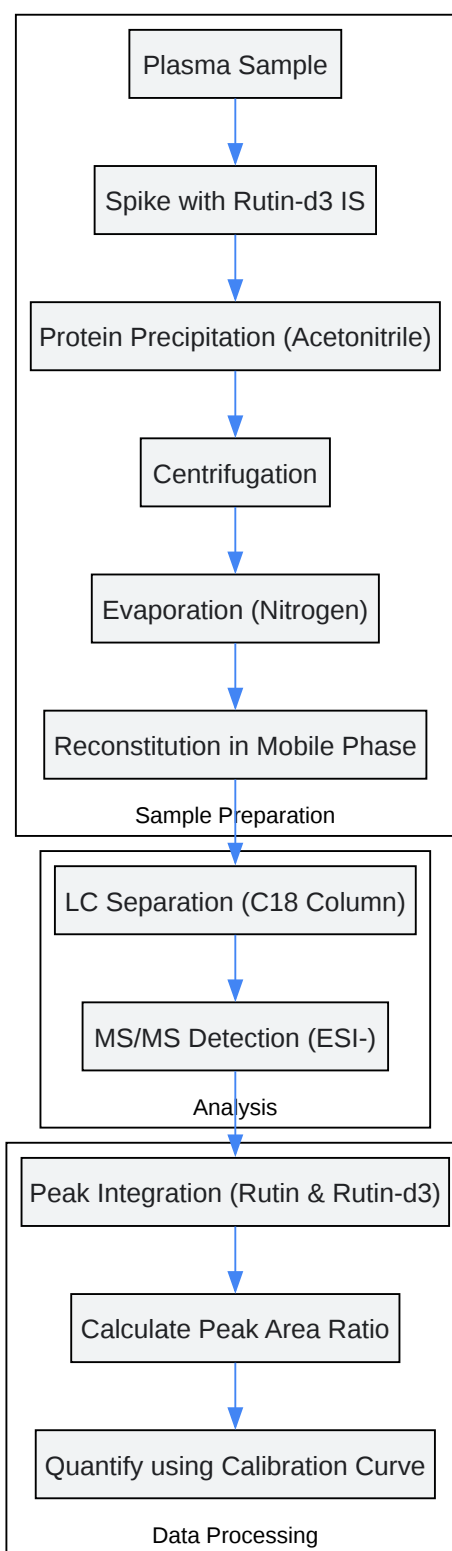 Plasma Sample
Spike with Rutin-d3 IS
Protein Precipitation (Acetonitrile)
Centrifugation
Evaporation (Nitrogen)
Reconstitution in Mobile Phase
Sample Preparation
LC Separation (C18 Column)
MS/MS Detection (ESI-)
Analysis
Peak Integration (Rutin & Rutin-d3)
Calculate Peak Area Ratio
Quantify using Calibration Curve
Data Processing